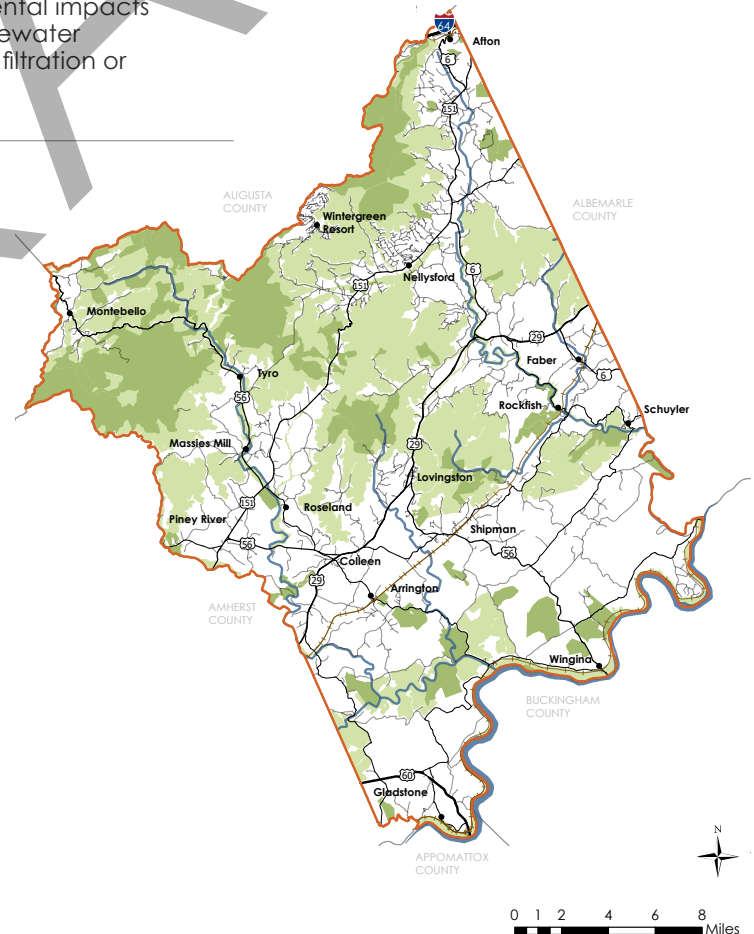 ental impacts
ewater
filtration or
64
Afton
6
151
AUGUSTA
COUNTY
ALBEMARLE
COUNTY
Wintergreen
Resort
Nellysford
6
151
Montebello
29
Faber
Tyro
6
56
Rockfish
Schuyler
Massies Mill
29
Lovingston
151
Roseland
Piney River
Shipman
56
56
Colleen
29
Arrington
AMHERST
COUNTY
Wingina
BUCKINGHAM
COUNTY
60
Gladstone
N
APPOMATTOX
COUNTY
0 1 2 4 6 8
Miles